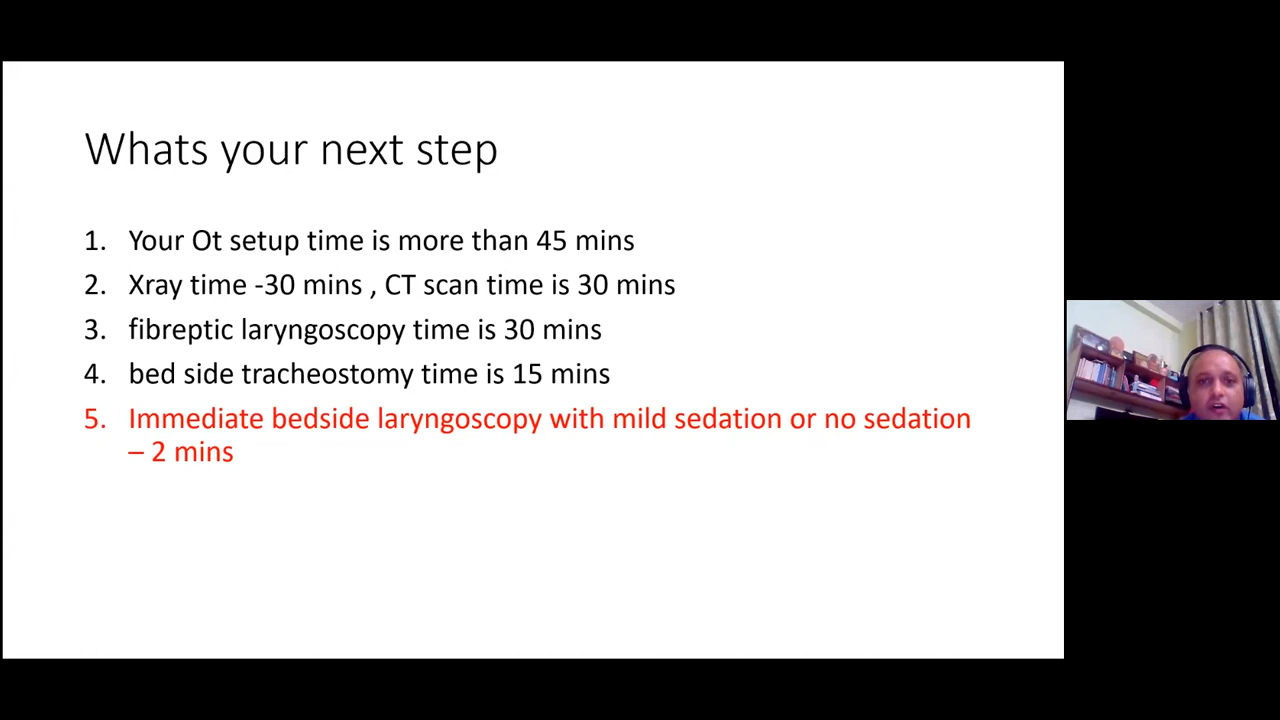 Whats your next step
1. Your Ot setup time is more than 45 mins
2. Xray time -30 mins , CT scan time is 30 mins
3. fibreptic laryngoscopy time is 30 mins
4. bed side tracheostomy time is 15 mins
5. Immediate bedside laryngoscopy with mild sedation or no sedation
– 2 mins